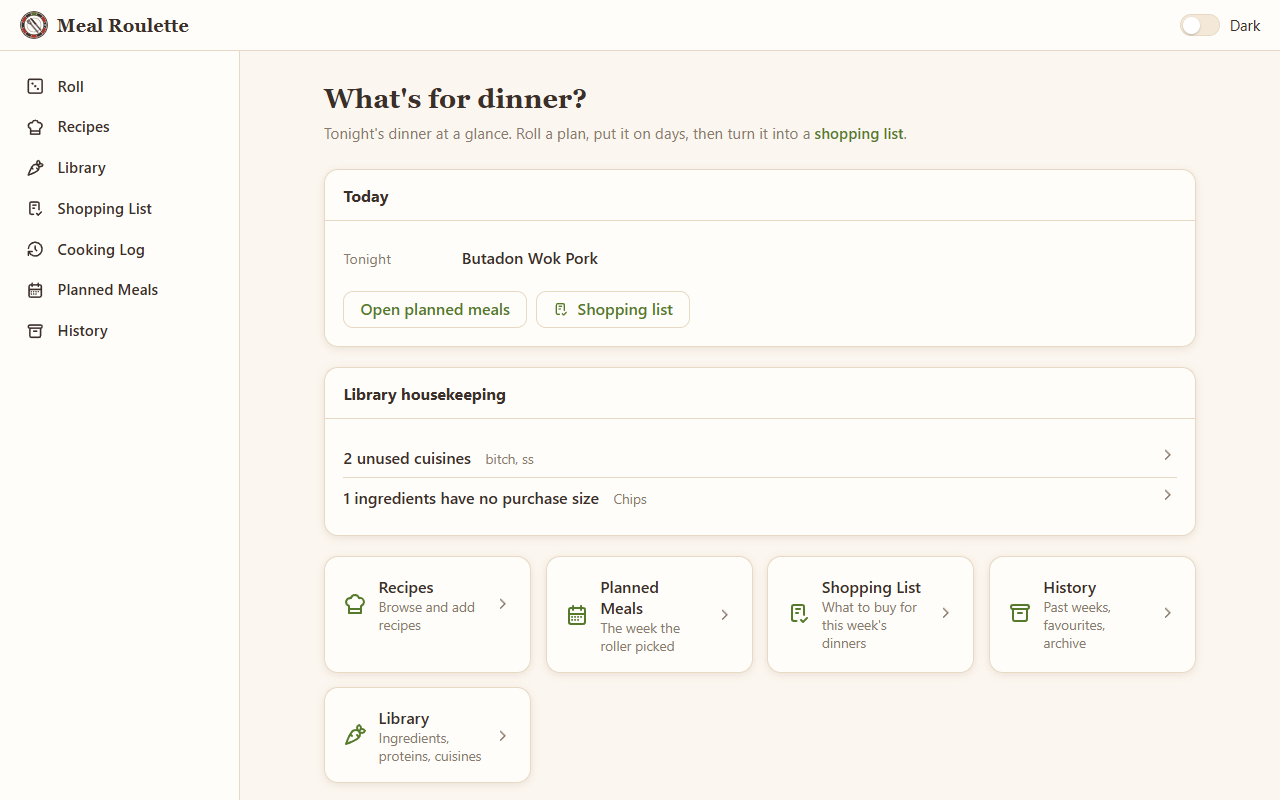 Meal Roulette
Dark
Roll
Recipes
Library
Shopping List
Cooking Log
Planned Meals
History
What's for dinner?
Tonight's dinner at a glance. Roll a plan, put it on days, then turn it into a shopping list.
Today
Tonight Butadon Wok Pork
Open planned meals Shopping list
Library housekeeping
2 unused cuisines bitch, ss
1 ingredients have no purchase size Chips
Recipes
Browse and add
recipes
Planned
Meals
The week the
roller picked
Shopping List
What to buy for
this week's
dinners
History
Past weeks,
favourites,
archive
Library
Ingredients,
proteins, cuisines